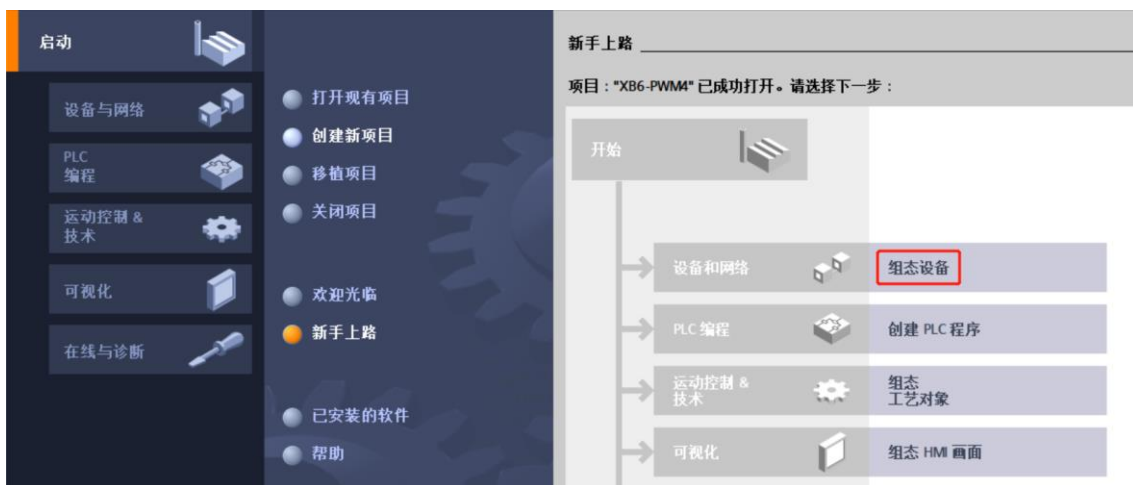 启动
设备与网络
PLC
编程
运动控制 &
技术
可视化
在线与诊断
打开现有项目
创建新项目
移植项目
关闭项目
欢迎光临
新手上路
已安装的软件
帮助
新手上路
项目："XB6-PWM4" 已成功打开。请选择下一步：
开始
设备和网络
组态设备
PLC 编程
创建 PLC 程序
运动控制 &
技术
组态
工艺对象
可视化
组态 HMI 画面